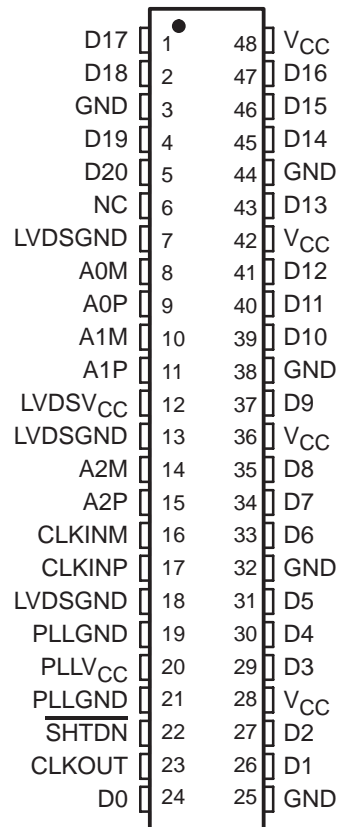 D17 1 48 VCC
D18 2 47 D16
GND 3 46 D15
D19 4 45 D14
D20 5 44 GND
NC 6 43 D13
LVDSGND 7 42 VCC
A0M 8 41 D12
A0P 9 40 D11
A1M 10 39 D10
A1P 11 38 GND
LVDSVCC 12 37 D9
LVDSGND 13 36 VCC
A2M 14 35 D8
A2P 15 34 D7
CLKINM 16 33 D6
CLKINP 17 32 GND
LVDSGND 18 31 D5
PLLGND 19 30 D4
PLLVCC 20 29 D3
PLLGND 21 28 VCC
SHTDN 22 27 D2
CLKOUT 23 26 D1
D0 24 25 GND